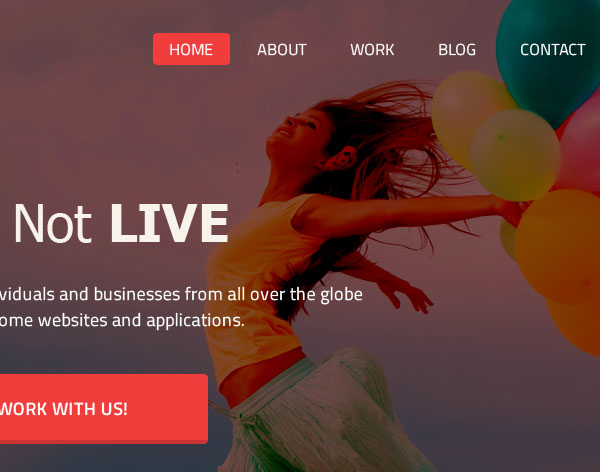 HOME ABOUT WORK BLOG CONTACT
Not LIVE
viduals and businesses from all over the globe
ome websites and applications.
WORK WITH US!